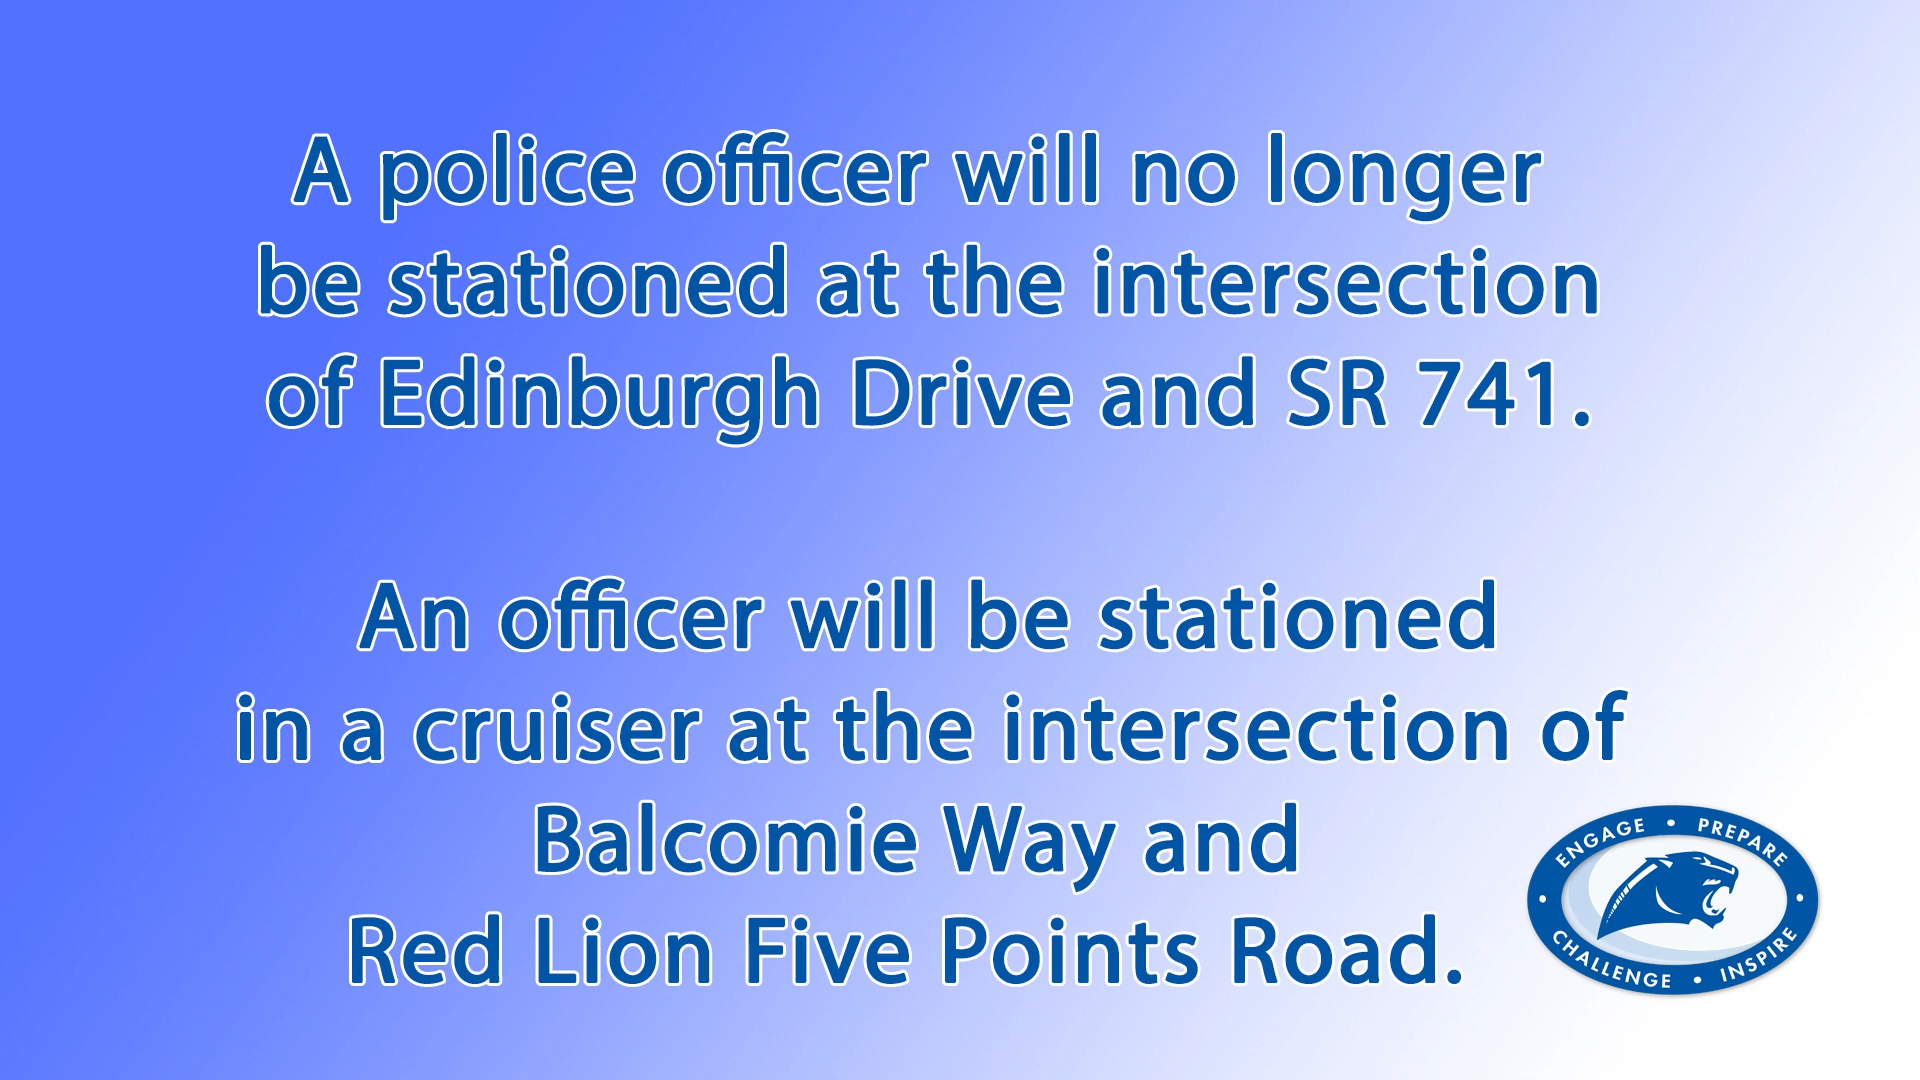 A police officer will no longer
be stationed at the intersection
of Edinburgh Drive and SR 741.
An officer will be stationed
in a cruiser at the intersection of
Balcomie Way and
Red Lion Five Points Road.
ENGAGE • PREPARE
• CHALLENGE • INSPIRE •